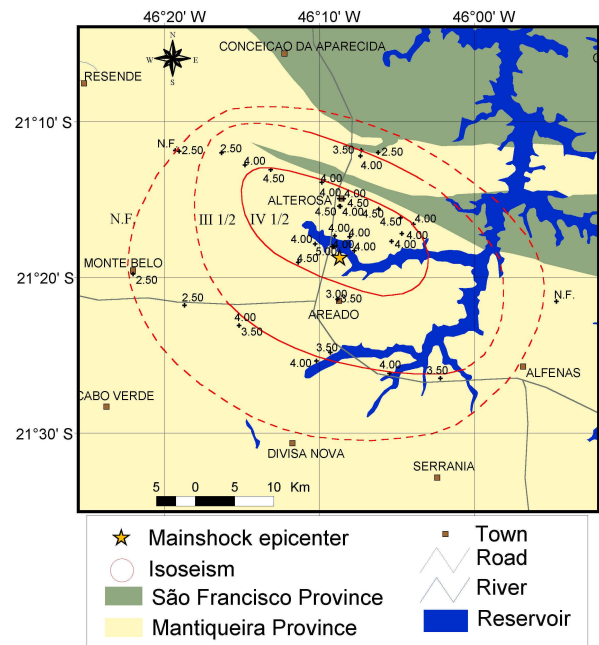 46°20' W 46°10' W 46°00' W
N
W E
S
CONCEICAO DA APARECIDA
RESENDE
21°10' S
N.F. 2.50 2.50 3.50 2.50
4.00 4.00
4.50 4.00
4.00 4.00
ALTEROSA 4.50
4.50 4.00 4.50 4.50 4.00
N.F. III 1/2 IV 1/2
4.00 4.00 4.00 4.00
5.00 4.00
4.50
MONTE BELO
21°20' S
2.50
2.50 3.00 3.50 N.F.
AREADO
4.00
3.50
3.50
4.00 4.00 3.50
ALFENAS
CABO VERDE
21°30' S
DIVISA NOVA
SERRANIA
5 0 5 10 Km
Mainshock epicenter
Isoseism
São Francisco Province
Mantiqueira Province
Town
Road
River
Reservoir